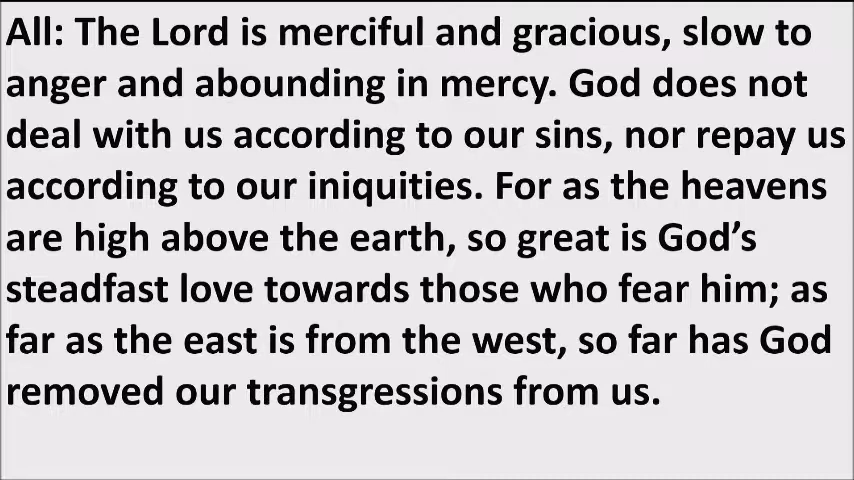 All: The Lord is merciful and gracious, slow to
anger and abounding in mercy. God does not
deal with us according to our sins, nor repay us
according to our iniquities. For as the heavens
are high above the earth, so great is God’s
steadfast love towards those who fear him; as
far as the east is from the west, so far has God
removed our transgressions from us.